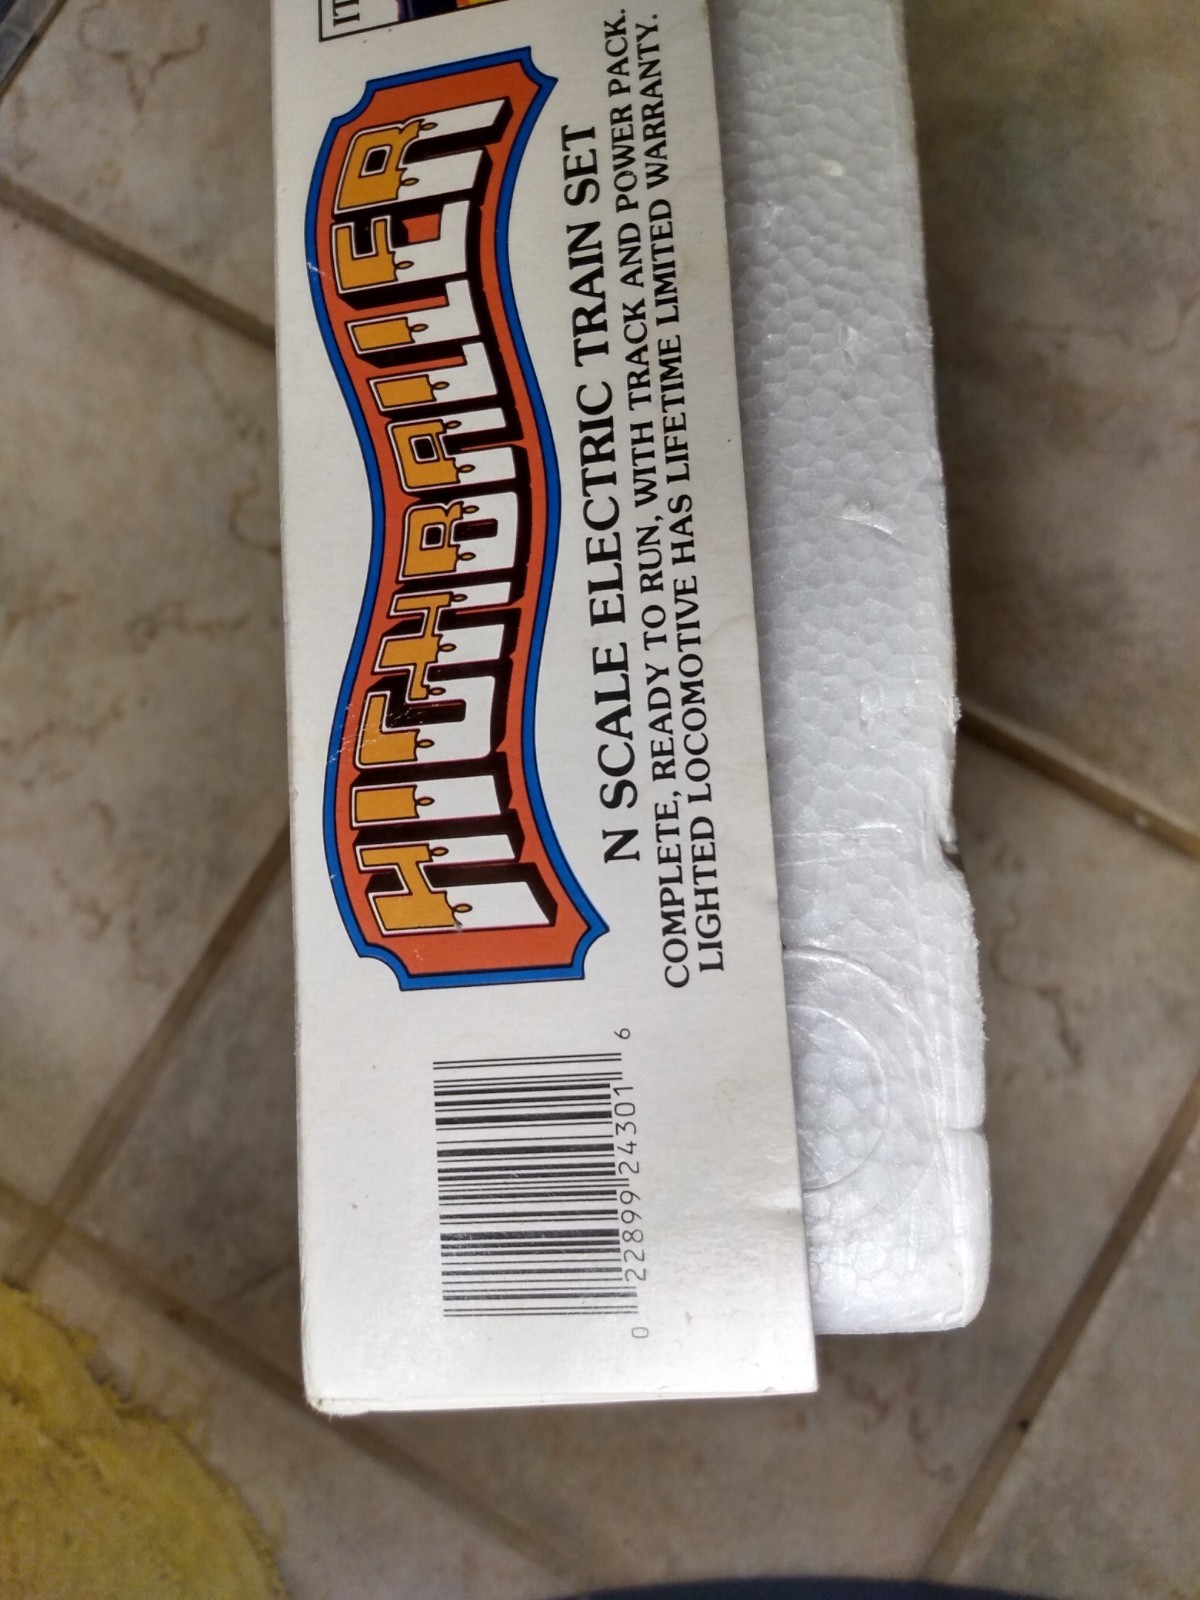 IT
HIGHBALLER
N SCALE ELECTRIC TRAIN SET
COMPLETE, READY TO RUN, WITH TRACK AND POWER PACK.
LIGHTED LOCOMOTIVE HAS LIFETIME LIMITED WARRANTY.
0 22899 24301 6